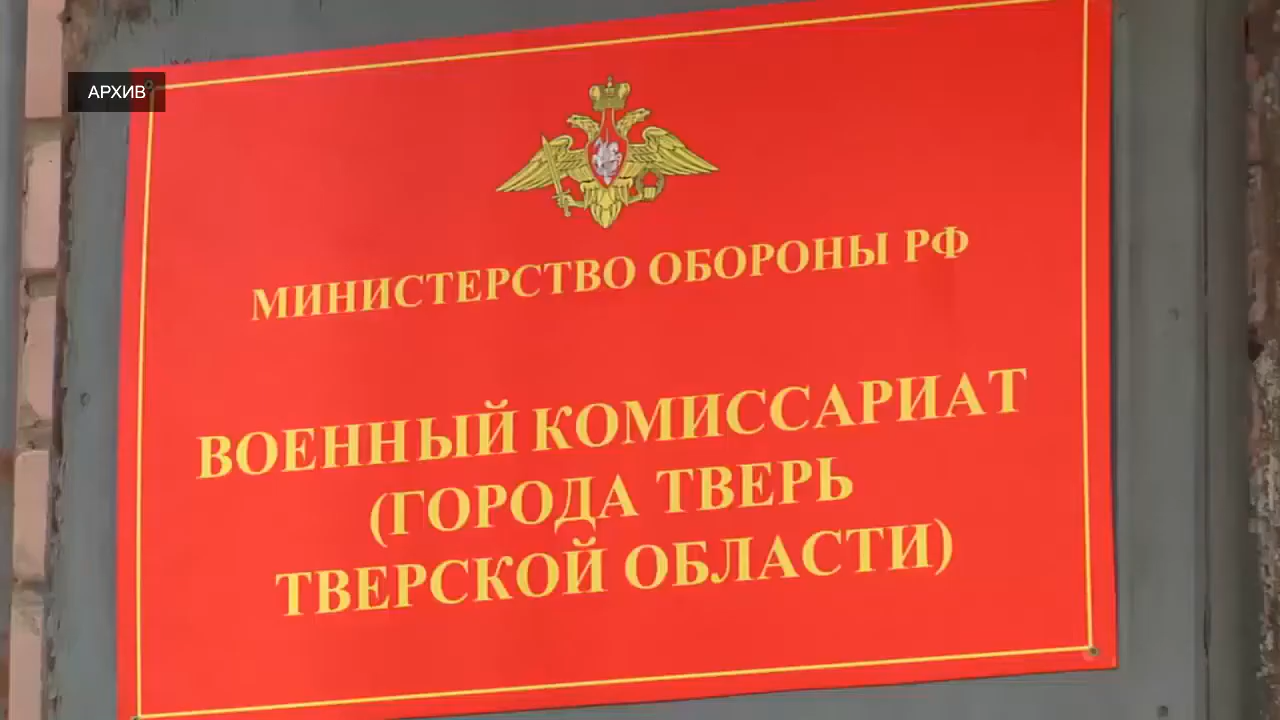 АРХИВ
МИНИСТЕРСТВО ОБОРОНЫ РФ
ВОЕННЫЙ КОМИССАРИАТ
(ГОРОДА ТВЕРЬ
ТВЕРСКОЙ ОБЛАСТИ)